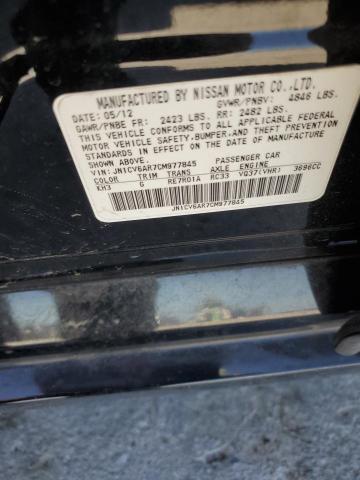 MANUFACTURED BY NISSAN MOTOR CO.,LTD.
DATE: 05/12 GVWR/PNBV: 4846 LBS.
GAWR/PNBE FR: 2423 LBS. RR: 2482 LBS.
THIS VEHICLE CONFORMS TO ALL APPLICABLE FEDERAL
MOTOR VEHICLE SAFETY,BUMPER,AND THEFT PREVENTION
STANDARDS IN EFFECT ON THE DATE OF MANUFACTURE
SHOWN ABOVE.
VIN: JN1CV6AR7CM977845 PASSENGER CAR
COLOR TRIM TRANS AXLE ENGINE
KH3 G RE7R01A RC33 VQ37(VHR) 3696CC
JN1CV6AR7CM977845